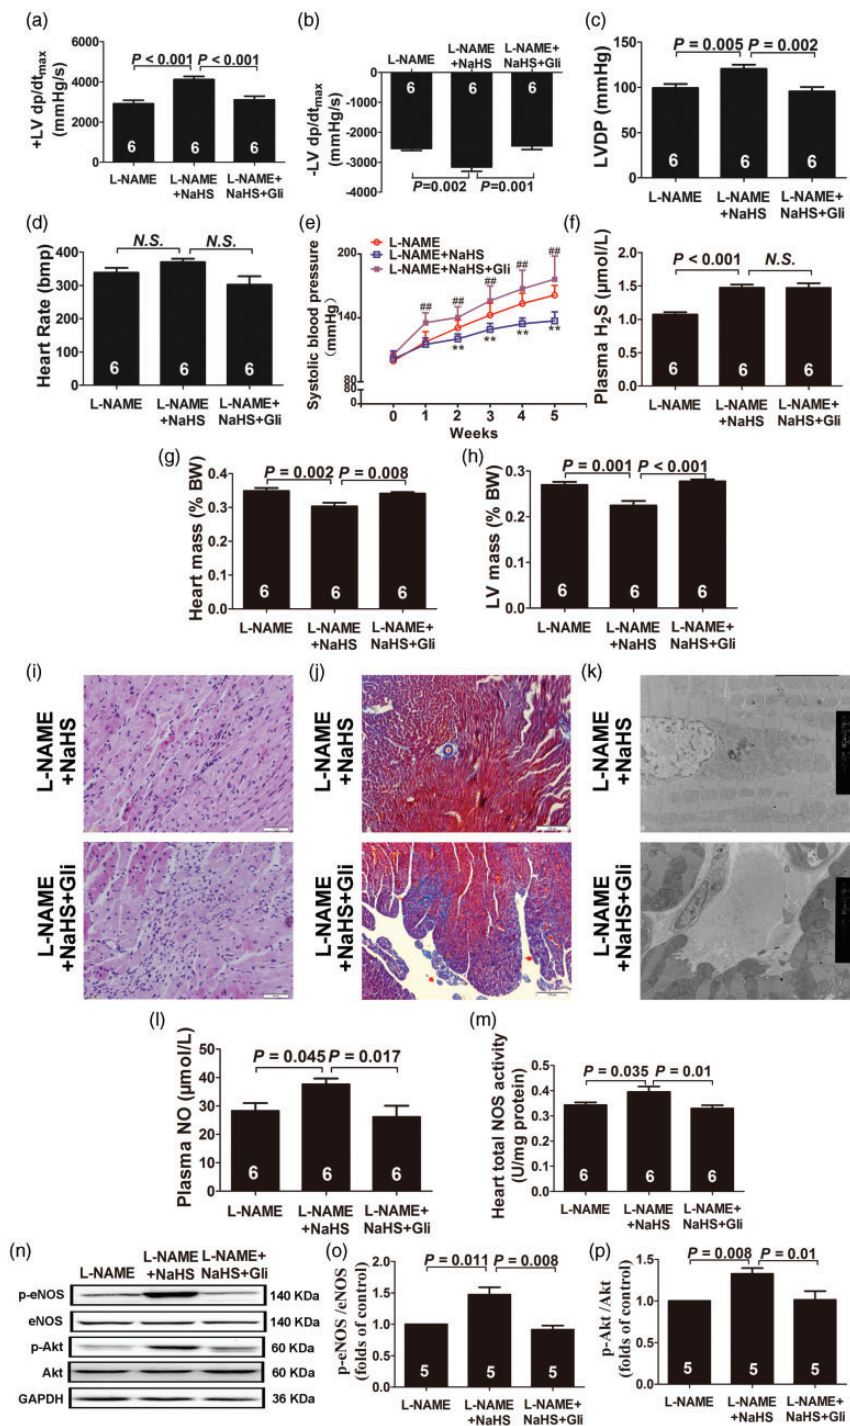 (a)
+LV dp/dtmax
(mmHg/s)
6000
4000
2000
0
P < 0.001 P < 0.001
6 6 6
L-NAME L-NAME +NaHS L-NAME+ NaHS+Gli
(b)
L-NAME L-NAME +NaHS L-NAME+ NaHS+Gli
-LV dp/dtmax
(mmHg/s)
0
-1000
-2000
-3000
-4000
6 6 6
P=0.002 P=0.001
(c)
LVDP (mmHg)
150
100
50
0
P = 0.005 P = 0.002
6 6 6
L-NAME L-NAME +NaHS L-NAME+ NaHS+Gli
(d)
Heart Rate (bmp)
400
300
200
100
0
N.S. N.S.
6 6 6
L-NAME L-NAME +NaHS L-NAME+ NaHS+Gli
(e)
Systolic blood pressure
(mmHg)
200
140
80
80
0
L-NAME
L-NAME+NaHS
L-NAME+NaHS+Gli
## ## ## ## ##
** ** ** **
0 1 2 3 4 5
Weeks
(f)
Plasma H2S (μmol/L)
2.0
1.5
1.0
0.5
0.0
P < 0.001 N.S.
6 6 6
L-NAME L-NAME +NaHS L-NAME+ NaHS+Gli
(g)
Heart mass (% BW)
0.4
0.3
0.2
0.1
0.0
P = 0.002 P = 0.008
6 6 6
L-NAME L-NAME +NaHS L-NAME+ NaHS+Gli
(h)
LV mass (% BW)
0.3
0.2
0.1
0.0
P = 0.001 P < 0.001
6 6 6
L-NAME L-NAME +NaHS L-NAME+ NaHS+Gli
(i)
L-NAME
+NaHS
L-NAME
+NaHS+Gli
(j)
L-NAME
+NaHS
L-NAME
+NaHS+Gli
(k)
L-NAME
+NaHS
L-NAME
+NaHS+Gli
(l)
Plasma NO (μmol/L)
50
40
30
20
10
0
P = 0.045 P = 0.017
6 6 6
L-NAME L-NAME +NaHS L-NAME+ NaHS+Gli
(m)
Heart total NOS activity
(U/mg protein)
0.5
0.4
0.3
0.2
0.1
0.0
P = 0.035 P = 0.01
6 6 6
L-NAME L-NAME +NaHS L-NAME+ NaHS+Gli
(n)
L-NAME L-NAME +NaHS L-NAME+ NaHS+Gli
p-eNOS 140 KDa
eNOS 140 KDa
p-Akt 60 KDa
Akt 60 KDa
GAPDH 36 KDa
(o)
p-eNOS /eNOS
(folds of control)
2.0
1.5
1.0
0.5
0.0
P = 0.011 P = 0.008
5 5 5
L-NAME L-NAME +NaHS L-NAME+ NaHS+Gli
(p)
p-Akt /Akt
(folds of control)
1.5
1.0
0.5
0.0
P = 0.008 P = 0.01
5 5 5
L-NAME L-NAME +NaHS L-NAME+ NaHS+Gli